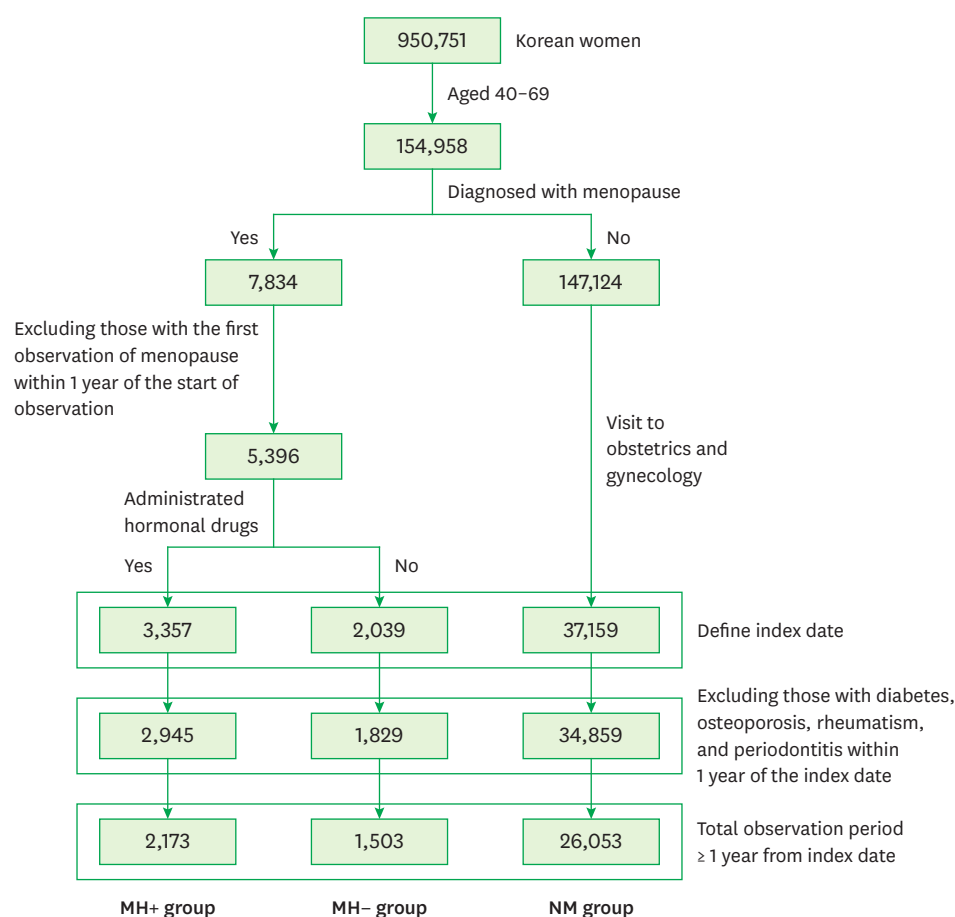 950,751
Korean women
Aged 40–69
154,958
Diagnosed with menopause
Yes
No
7,834
147,124
Excluding those with the first
observation of menopause
within 1 year of the start of
observation
Visit to
obstetrics and
gynecology
5,396
Administrated
hormonal drugs
Yes
No
3,357
2,039
37,159
Define index date
2,945
1,829
34,859
Excluding those with diabetes,
osteoporosis, rheumatism,
and periodontitis within
1 year of the index date
2,173
1,503
26,053
Total observation period
≥ 1 year from index date
MH+ group
MH− group
NM group